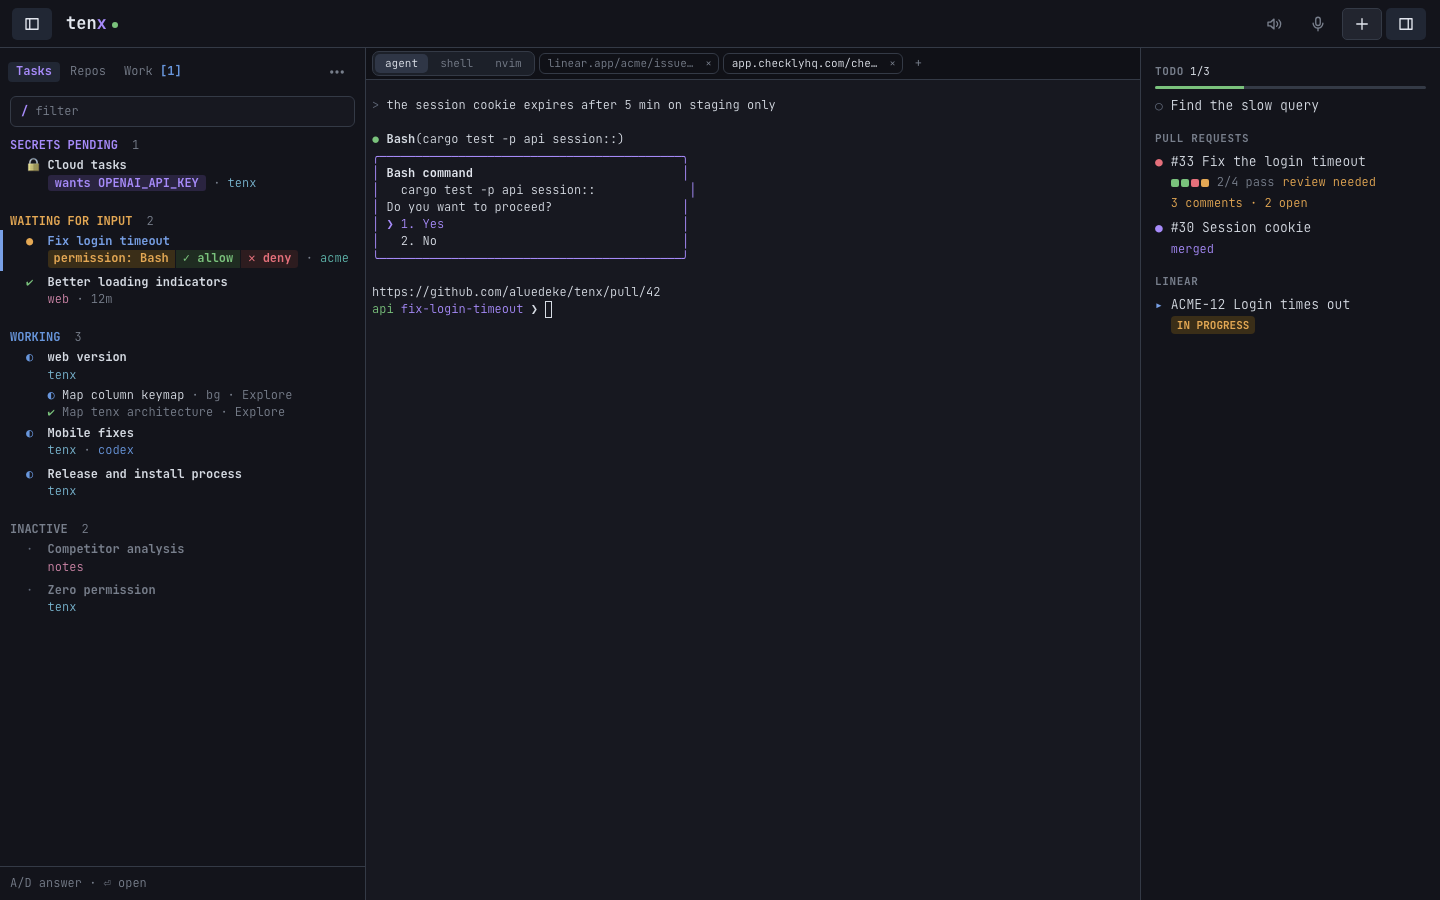 tenx
Tasks Repos Work [1] •••
/ filter
SECRETS PENDING 1
Cloud tasks
wants OPENAI_API_KEY · tenx
WAITING FOR INPUT 2
Fix login timeout
permission: Bash ✓ allow ✕ deny · acme
✔ Better loading indicators
web · 12m
WORKING 3
web version
tenx
Map column keymap · bg · Explore
✔ Map tenx architecture · Explore
Mobile fixes
tenx · codex
Release and install process
tenx
INACTIVE 2
· Competitor analysis
notes
· Zero permission
tenx
A/D answer · ⏎ open
agent shell nvim linear.app/acme/issue… × app.checklyhq.com/che… × +
> the session cookie expires after 5 min on staging only
● Bash(cargo test -p api session::)
Bash command
cargo test -p api session::
Do you want to proceed?
❯ 1. Yes
2. No
https://github.com/aluedeke/tenx/pull/42
api fix-login-timeout ❯
TODO 1/3
Find the slow query
PULL REQUESTS
#33 Fix the login timeout
2/4 pass review needed
3 comments · 2 open
#30 Session cookie
merged
LINEAR
▸ ACME-12 Login times out
IN PROGRESS